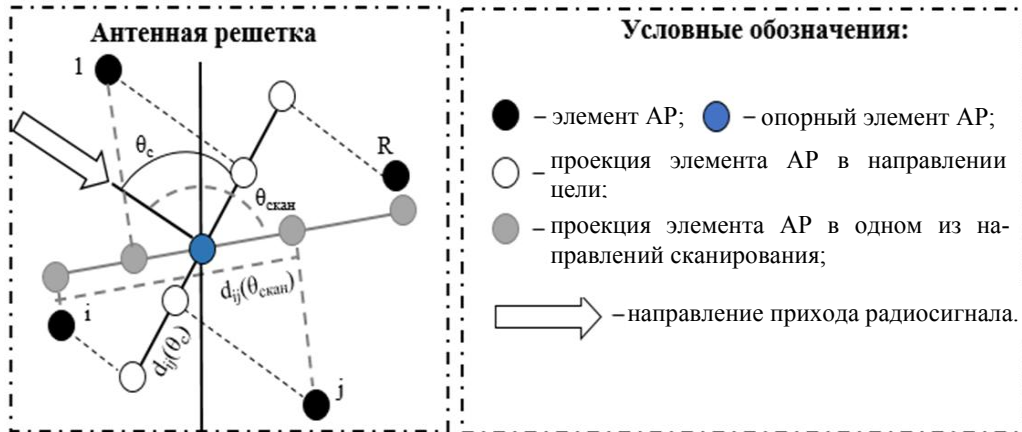 Антенная решетка
1
θс
R
θскан
dij(θскан)
i
dij(θс)
j
Условные обозначения:
– элемент АР; – опорный элемент АР;
– проекция элемента АР в направлении
цели;
– проекция элемента АР в одном из на-
правлений сканирования;
– направление прихода радиосигнала.